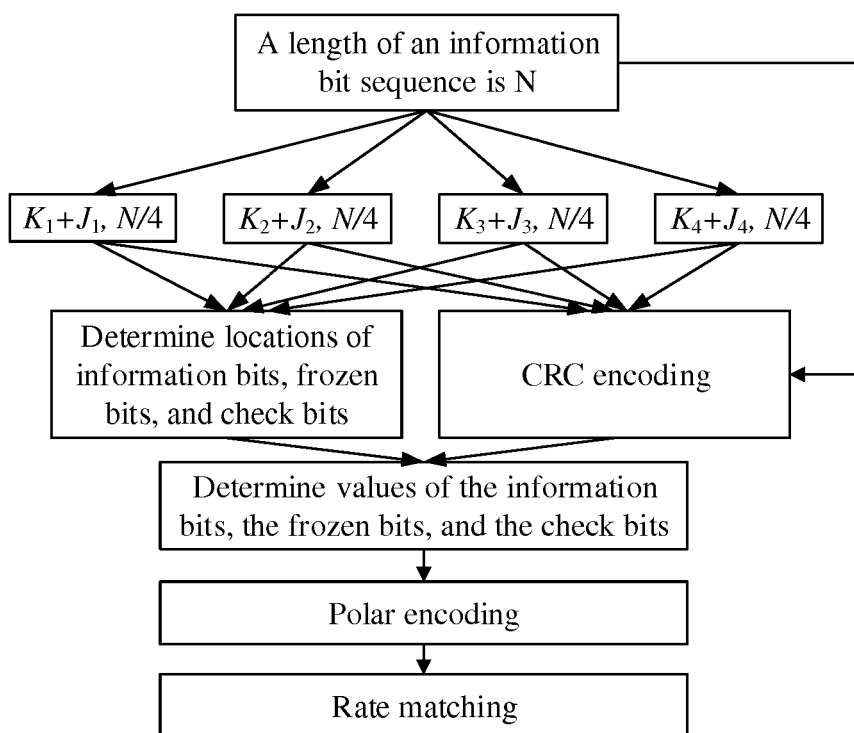 A length of an information
bit sequence is N
K₁+J₁, N/4
K₂+J₂, N/4
K₃+J₃, N/4
K₄+J₄, N/4
Determine locations of
information bits, frozen
bits, and check bits
CRC encoding
Determine values of the information
bits, the frozen bits, and the check bits
Polar encoding
Rate matching